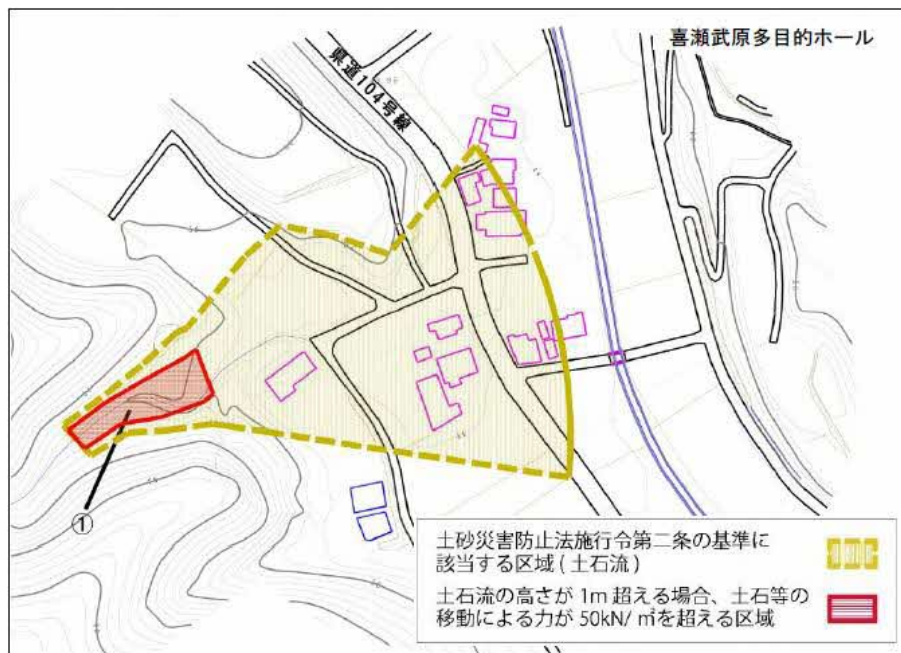 喜瀬武原多目的ホール
県道104号線
①
土砂災害防止法施行令第二条の基準に
該当する区域(土石流)
土石流の高さが1m超える場合、土石等の
移動による力が50kN/㎡を超える区域